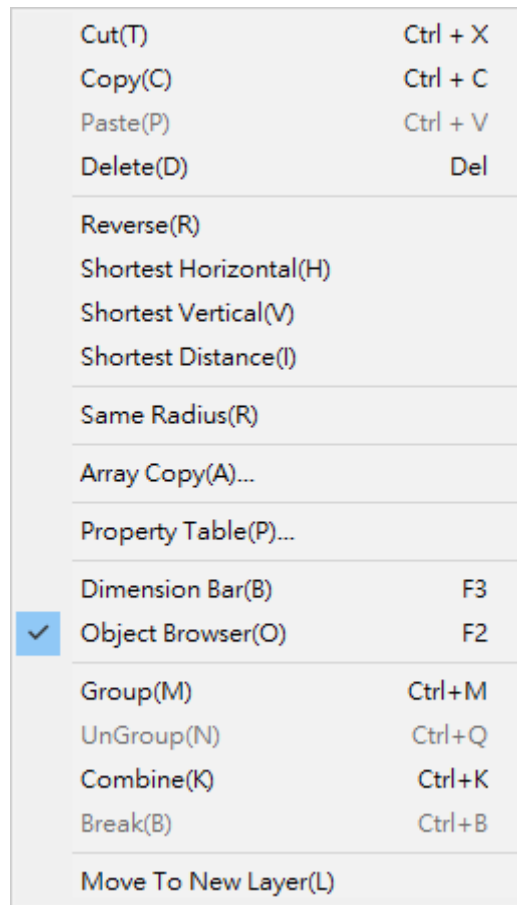 Cut(T) Ctrl + X
Copy(C) Ctrl + C
Paste(P) Ctrl + V
Delete(D) Del
Reverse(R)
Shortest Horizontal(H)
Shortest Vertical(V)
Shortest Distance(I)
Same Radius(R)
Array Copy(A)...
Property Table(P)...
Dimension Bar(B) F3
Object Browser(O) F2
Group(M) Ctrl+M
UnGroup(N) Ctrl+Q
Combine(K) Ctrl+K
Break(B) Ctrl+B
Move To New Layer(L)